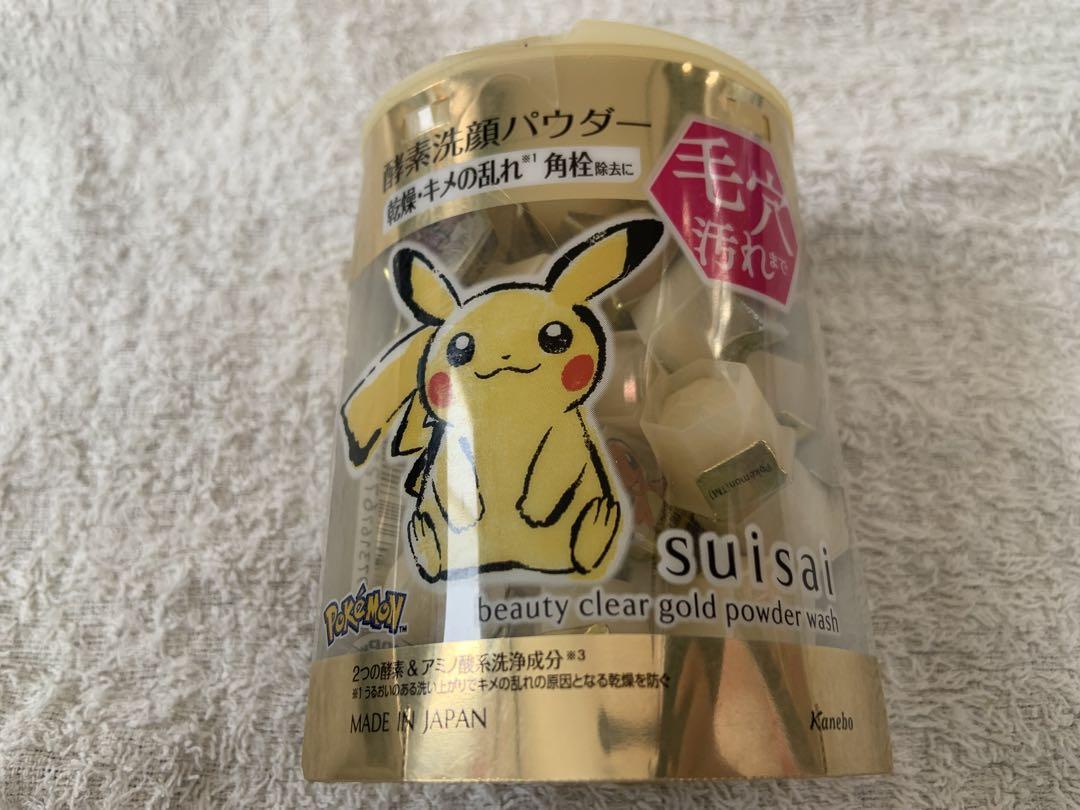 酵素洗顔パウダー
乾燥・キメの乱れ※1 角栓除去に
毛穴
汚れまで
Pokémon(TM)
suisai
beauty clear gold powder wash
POKÉMON™
2つの酵素 & アミノ酸系洗浄成分※3
※1 うるおいのある洗い上がりでキメの乱れの原因となる乾燥を防ぐ
MADE IN JAPAN
Kanebo